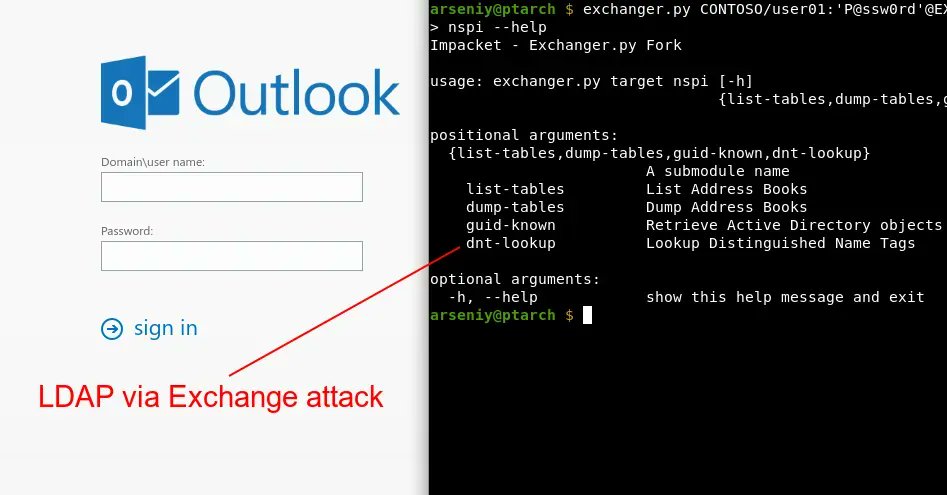 Outlook
Domain\user name:
Password:
sign in
LDAP via Exchange attack
arseniy@ptarch $ exchanger.py CONTOSO/user01:'P@ssw0rd'@EX
> nspi --help
Impacket - Exchanger.py Fork
usage: exchanger.py target nspi [-h]
{list-tables,dump-tables,g
positional arguments:
{list-tables,dump-tables,guid-known,dnt-lookup}
A submodule name
list-tables List Address Books
dump-tables Dump Address Books
guid-known Retrieve Active Directory objects
dnt-lookup Lookup Distinguished Name Tags
optional arguments:
-h, --help show this help message and exit
arseniy@ptarch $